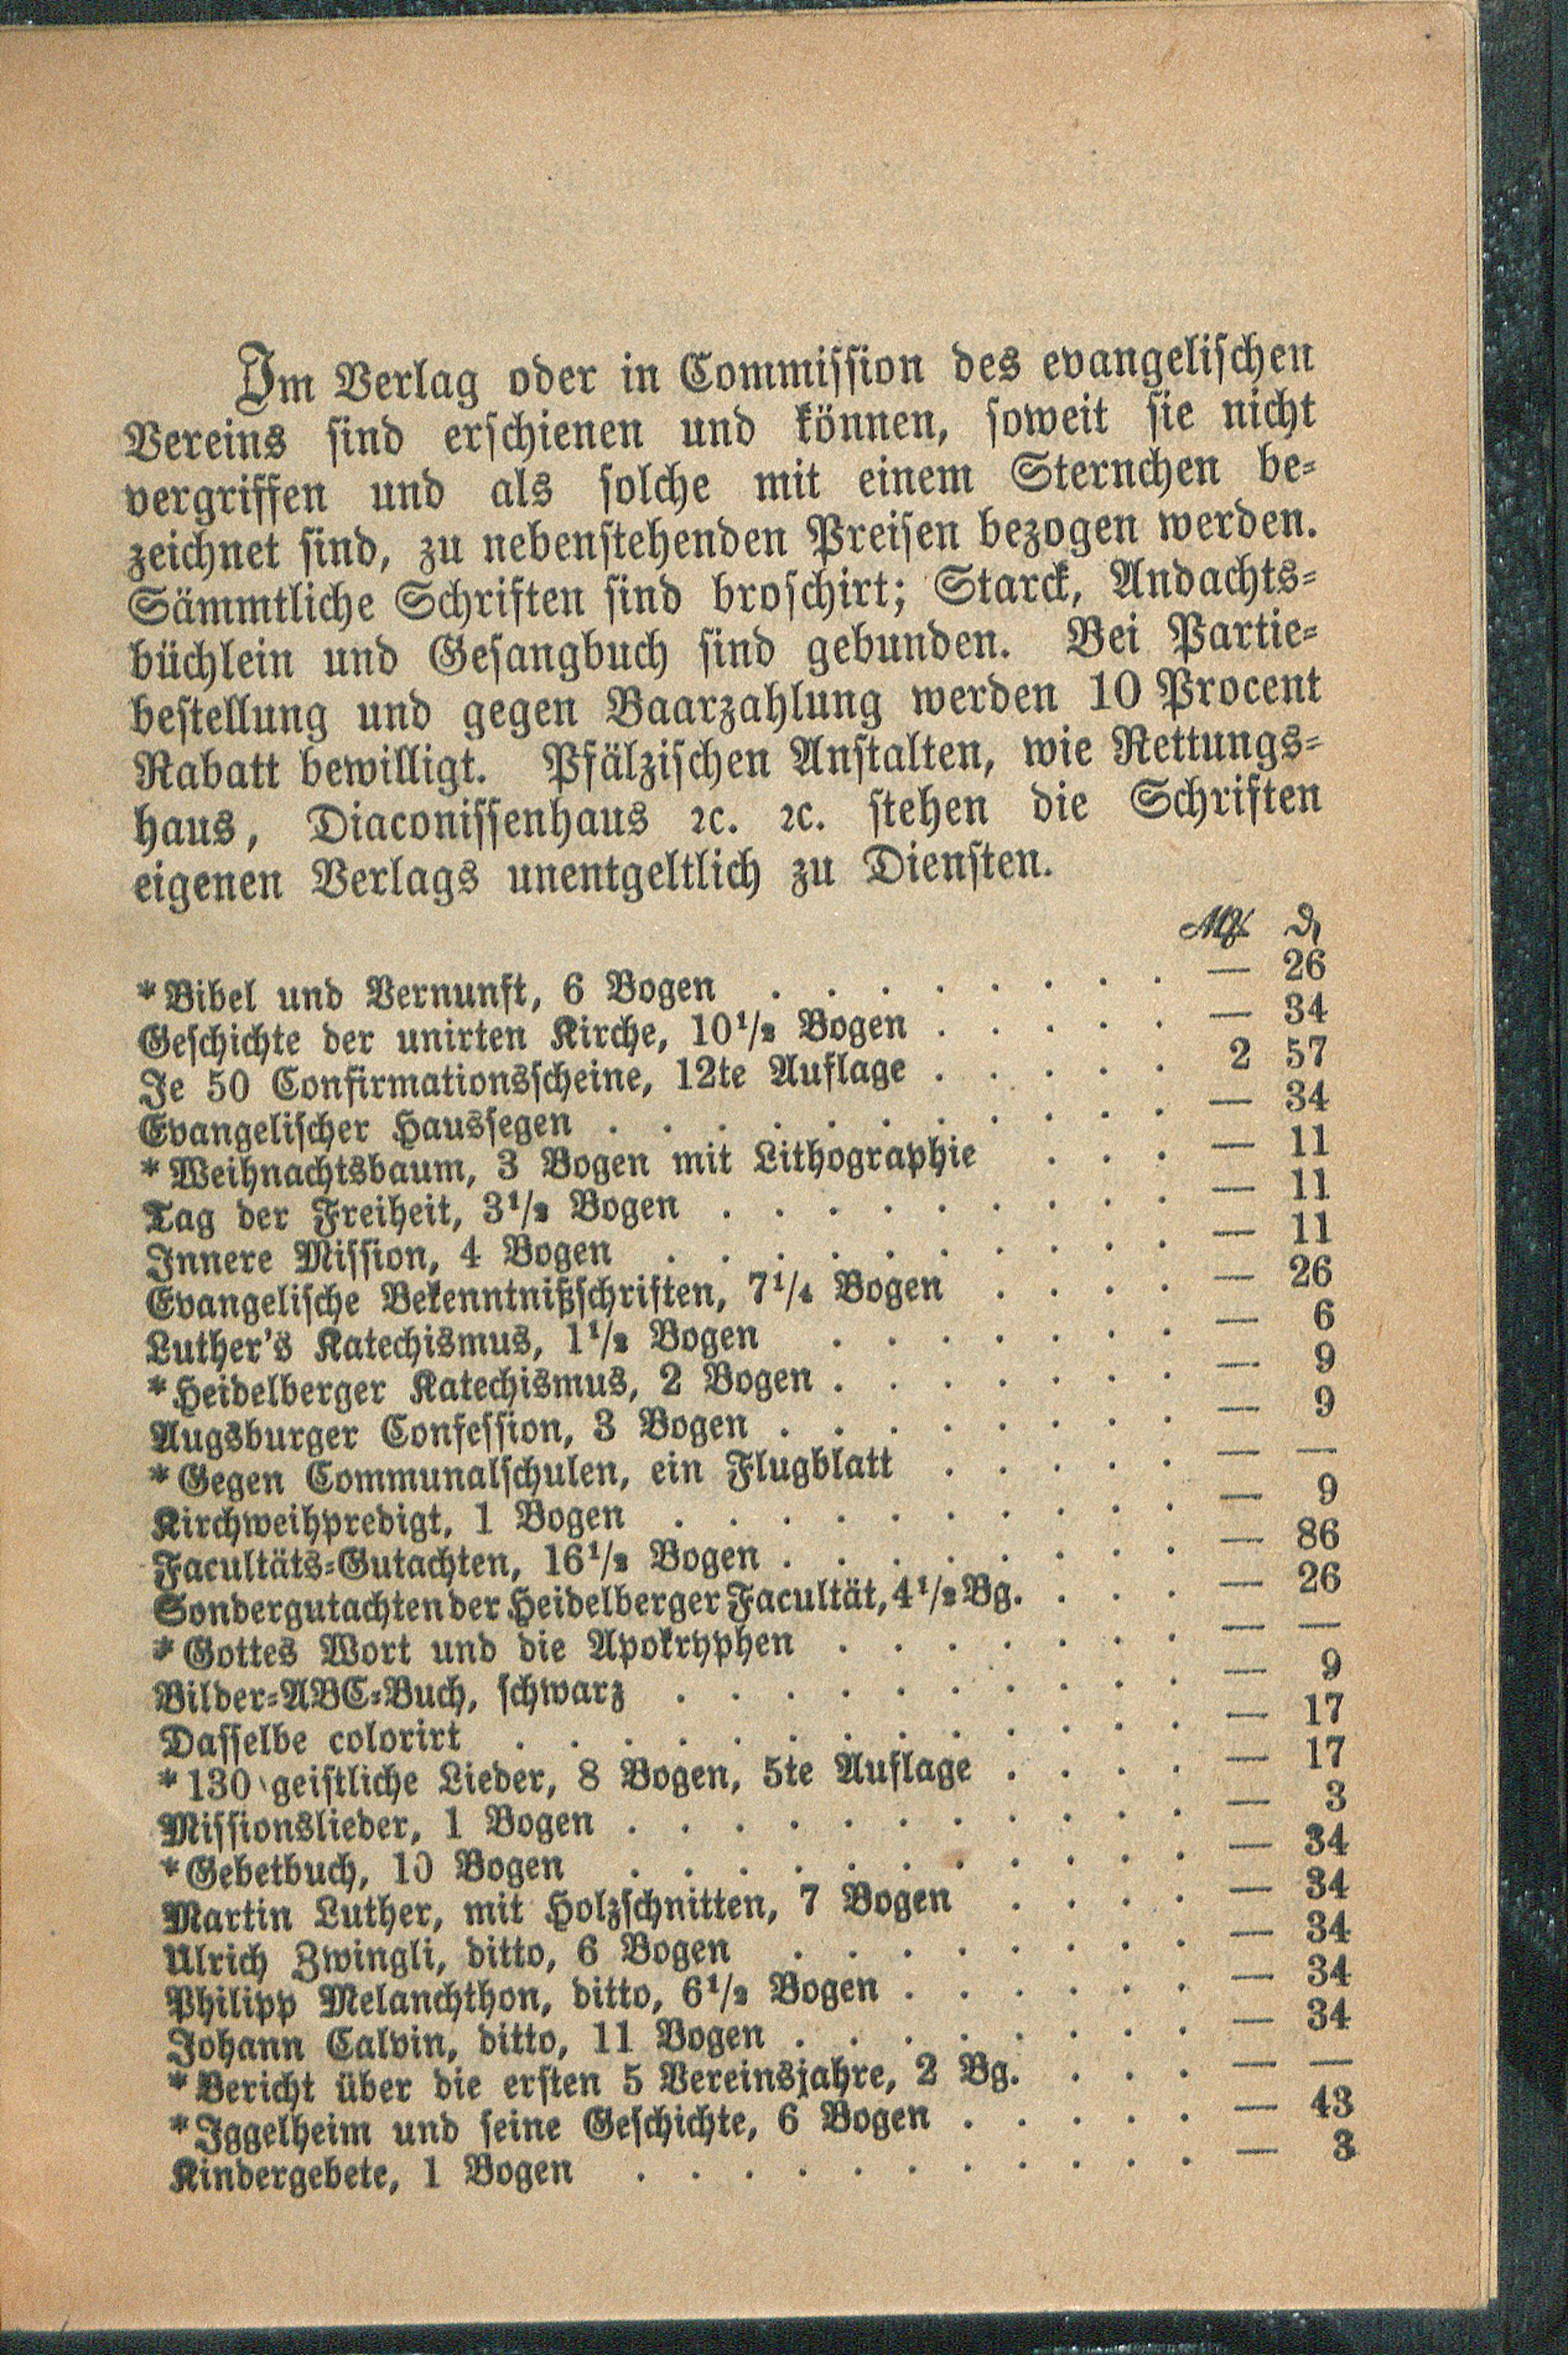 Im Verlag oder in Commission des evangelischen
Vereins sind erschienen und können, soweit sie nicht
vergriffen und als solche mit einem Sternchen be-
zeichnet sind, zu nebenstehenden Preisen bezogen werden.
Sämmtliche Schriften sind broschirt; Starck, Andachts-
büchlein und Gesangbuch sind gebunden. Bei Partie-
bestellung und gegen Baarzahlung werden 10 Procent
Rabatt bewilligt. Pfälzischen Anstalten, wie Rettungs-
haus, Diaconissenhaus ꝛc. ꝛc. stehen die Schriften
eigenen Verlags unentgeltlich zu Diensten.
ℳ ₰
*Bibel und Vernunft, 6 Bogen . . . . . . . . — 26
Geschichte der unirten Kirche, 10½ Bogen . . . . . — 34
Je 50 Confirmationsscheine, 12te Auflage . . . . . 2 57
Evangelischer Haussegen . . . . . . . . . . . — 34
*Weihnachtsbaum, 3 Bogen mit Lithographie . . . — 11
Tag der Freiheit, 3½ Bogen . . . . . . . . . — 11
Innere Mission, 4 Bogen . . . . . . . . . . — 11
Evangelische Bekenntnißschriften, 7¼ Bogen . . . . — 26
Luther's Katechismus, 1½ Bogen . . . . . . . — 6
*Heidelberger Katechismus, 2 Bogen . . . . . . . — 9
Augsburger Confession, 3 Bogen . . . . . . . . — 9
*Gegen Communalschulen, ein Flugblatt . . . . . — —
Kirchweihpredigt, 1 Bogen . . . . . . . . . . — 9
Facultäts-Gutachten, 16½ Bogen . . . . . . . . — 86
Sondergutachten der Heidelberger Facultät, 4½ Bg. . . . — 26
*Gottes Wort und die Apokryphen . . . . . . . — —
Bilder-ABC-Buch, schwarz . . . . . . . . . . — 9
Dasselbe colorirt . . . . . . . . . . . . . — 17
*130 geistliche Lieder, 8 Bogen, 5te Auflage . . . . — 17
Missionslieder, 1 Bogen . . . . . . . . . . . — 3
*Gebetbuch, 10 Bogen . . . . . . . . . . . — 34
Martin Luther, mit Holzschnitten, 7 Bogen . . . . — 34
Ulrich Zwingli, ditto, 6 Bogen . . . . . . . . — 34
Philipp Melanchthon, ditto, 6½ Bogen . . . . . . — 34
Johann Calvin, ditto, 11 Bogen . . . . . . . . — 34
*Bericht über die ersten 5 Vereinsjahre, 2 Bg. . . . — —
*Iggelheim und seine Geschichte, 6 Bogen . . . . . — 43
Kindergebete, 1 Bogen . . . . . . . . . . . — 3